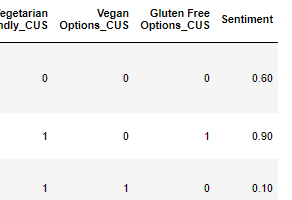 egetarian Vegan Gluten Free
ndly_CUS Options_CUS Options_CUS Sentiment
0 0 0 0.60
1 0 1 0.90
1 1 0 0.10